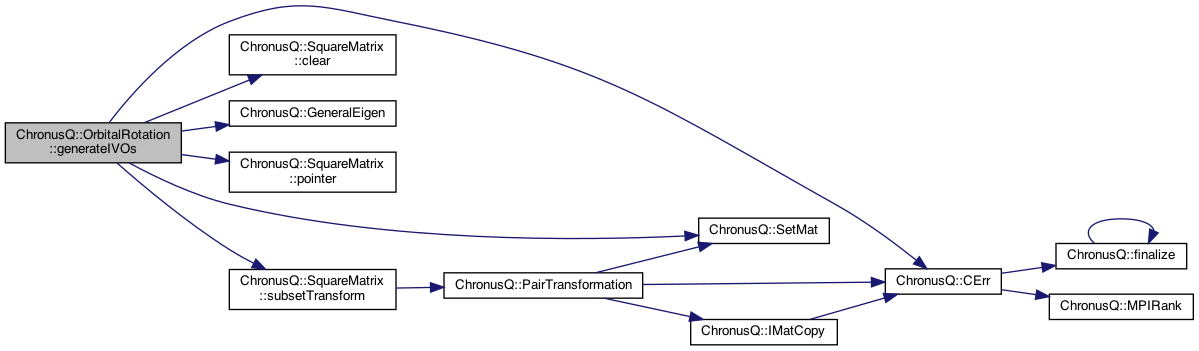 ChronusQ::OrbitalRotation
::generateIVOs
ChronusQ::SquareMatrix
::clear
ChronusQ::GeneralEigen
ChronusQ::SquareMatrix
::pointer
ChronusQ::SetMat
ChronusQ::SquareMatrix
::subsetTransform
ChronusQ::PairTransformation
ChronusQ::IMatCopy
ChronusQ::CErr
ChronusQ::finalize
ChronusQ::MPIRank